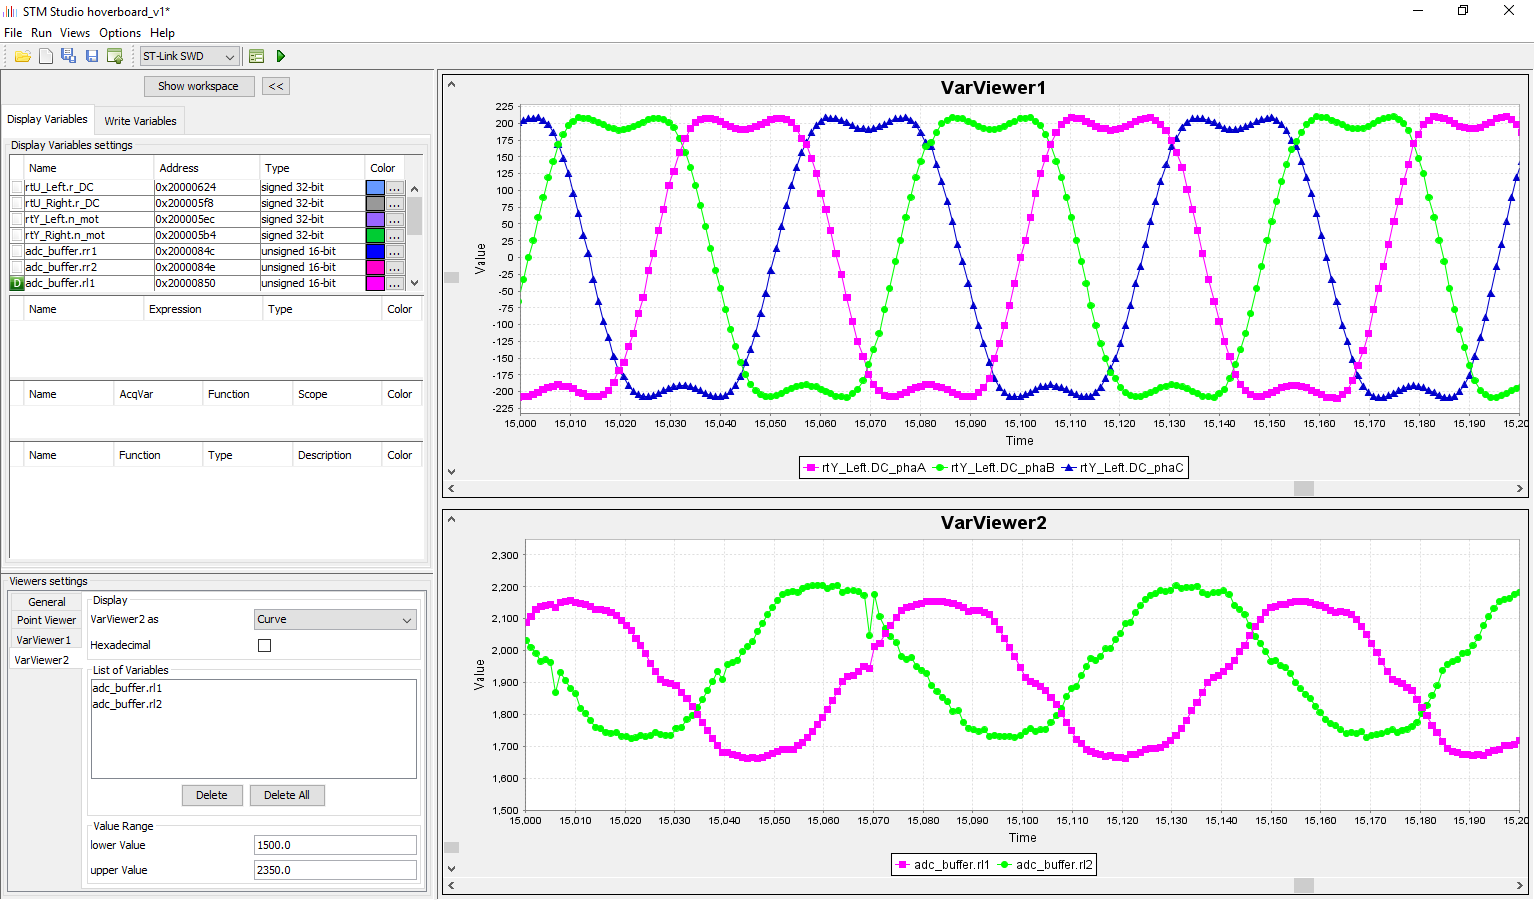 STM Studio hoverboard_v1*
File Run Views Options Help
ST-Link SWD
Show workspace <<
Display Variables Write Variables
Display Variables settings
Name Address Type Color
rtU_Left.r_DC 0x20000624 signed 32-bit ...
rtU_Right.r_DC 0x200005f8 signed 32-bit ...
rtY_Left.n_mot 0x200005ec signed 32-bit ...
rtY_Right.n_mot 0x200005b4 signed 32-bit ...
adc_buffer.rr1 0x2000084c unsigned 16-bit ...
adc_buffer.rr2 0x2000084e unsigned 16-bit ...
D adc_buffer.rl1 0x20000850 unsigned 16-bit ...
Name Expression Type Color
Name AcqVar Function Scope Color
Name Function Type Description Color
Viewers settings
General
Point Viewer
VarViewer1
VarViewer2
Display
VarViewer2 as Curve
Hexadecimal
List of Variables
adc_buffer.rl1
adc_buffer.rl2
Delete Delete All
Value Range
lower Value 1500.0
upper Value 2350.0
VarViewer1
Value
225
200
175
150
125
100
75
50
25
0
-25
-50
-75
-100
-125
-150
-175
-200
-225
15,000 15,010 15,020 15,030 15,040 15,050 15,060 15,070 15,080 15,090 15,100 15,110 15,120 15,130 15,140 15,150 15,160 15,170 15,180 15,190 15,20
Time
rtY_Left.DC_phaA rtY_Left.DC_phaB rtY_Left.DC_phaC
VarViewer2
Value
2,300
2,200
2,100
2,000
1,900
1,800
1,700
1,600
1,500
15,000 15,010 15,020 15,030 15,040 15,050 15,060 15,070 15,080 15,090 15,100 15,110 15,120 15,130 15,140 15,150 15,160 15,170 15,180 15,190 15,20
Time
adc_buffer.rl1 adc_buffer.rl2